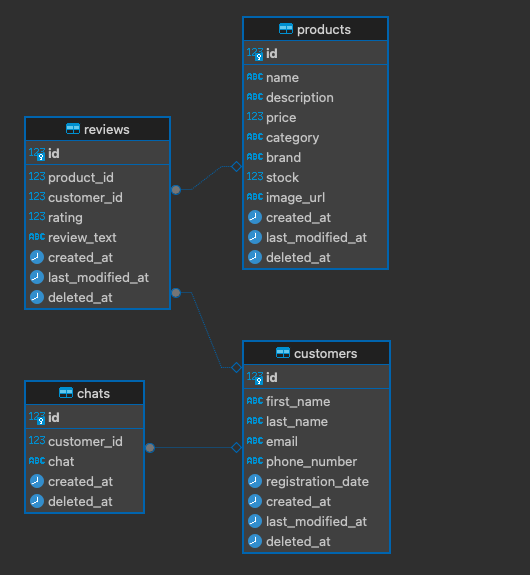 products
123 id
ABC name
ABC description
123 price
ABC category
ABC brand
123 stock
ABC image_url
created_at
last_modified_at
deleted_at
reviews
123 id
123 product_id
123 customer_id
123 rating
ABC review_text
created_at
last_modified_at
deleted_at
customers
123 id
ABC first_name
ABC last_name
ABC email
ABC phone_number
registration_date
created_at
last_modified_at
deleted_at
chats
123 id
123 customer_id
ABC chat
created_at
deleted_at